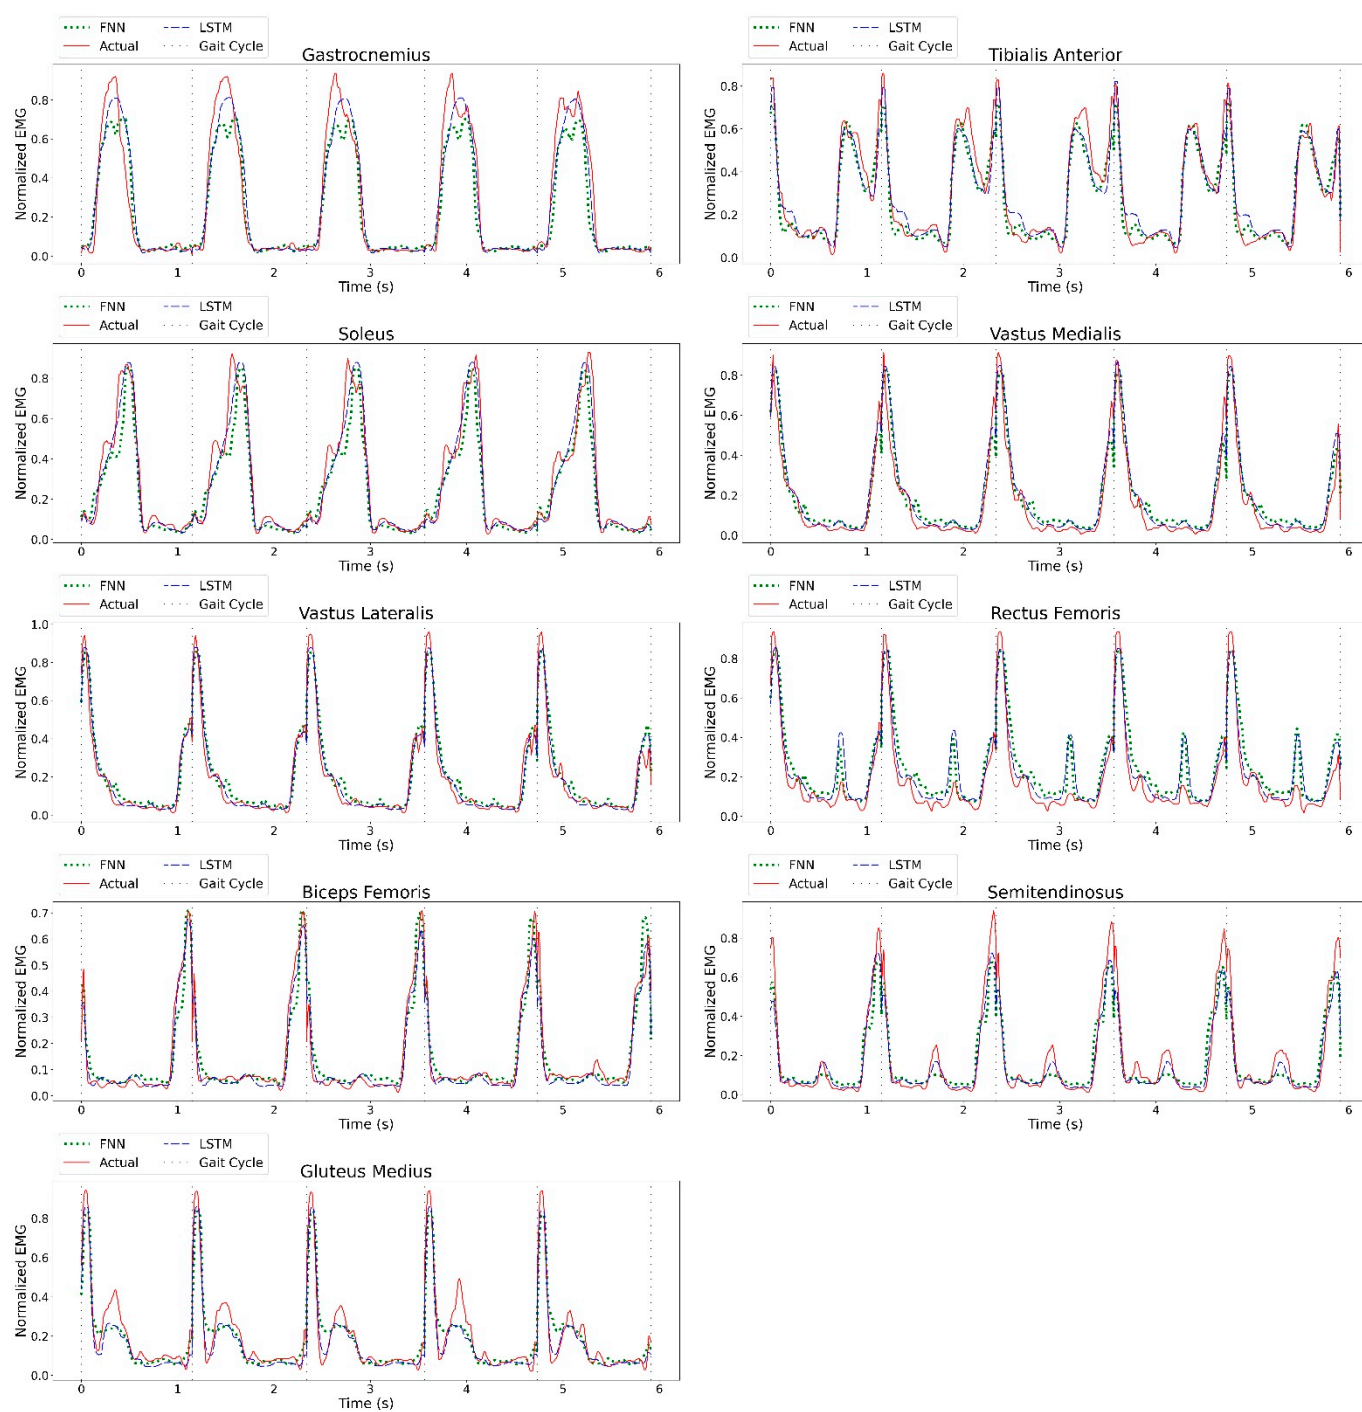 FNN LSTM
Actual Gait Cycle
Gastrocnemius
Normalized EMG
0.8
0.6
0.4
0.2
0.0
0 1 2 3 4 5 6
Time (s)
FNN LSTM
Actual Gait Cycle
Tibialis Anterior
Normalized EMG
0.8
0.6
0.4
0.2
0.0
0 1 2 3 4 5 6
Time (s)
FNN LSTM
Actual Gait Cycle
Soleus
Normalized EMG
0.8
0.6
0.4
0.2
0.0
0 1 2 3 4 5 6
Time (s)
FNN LSTM
Actual Gait Cycle
Vastus Medialis
Normalized EMG
0.8
0.6
0.4
0.2
0.0
0 1 2 3 4 5 6
Time (s)
FNN LSTM
Actual Gait Cycle
Vastus Lateralis
Normalized EMG
1.0
0.8
0.6
0.4
0.2
0.0
0 1 2 3 4 5 6
Time (s)
FNN LSTM
Actual Gait Cycle
Rectus Femoris
Normalized EMG
0.8
0.6
0.4
0.2
0.0
0 1 2 3 4 5 6
Time (s)
FNN LSTM
Actual Gait Cycle
Biceps Femoris
Normalized EMG
0.7
0.6
0.5
0.4
0.3
0.2
0.1
0.0
0 1 2 3 4 5 6
Time (s)
FNN LSTM
Actual Gait Cycle
Semitendinosus
Normalized EMG
0.8
0.6
0.4
0.2
0.0
0 1 2 3 4 5 6
Time (s)
FNN LSTM
Actual Gait Cycle
Gluteus Medius
Normalized EMG
0.8
0.6
0.4
0.2
0.0
0 1 2 3 4 5 6
Time (s)